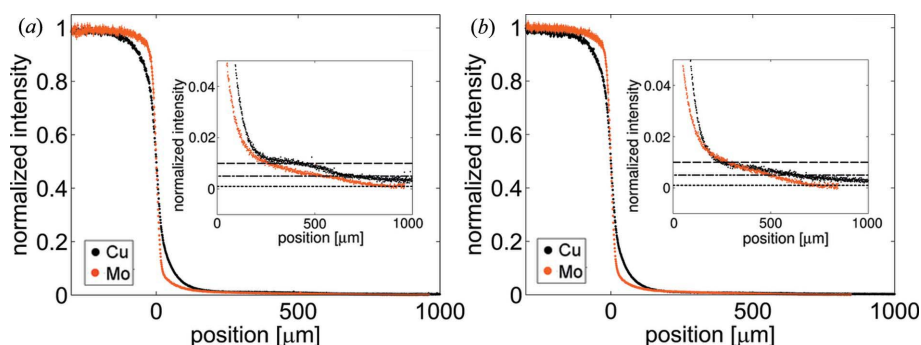 (a)
1
0.8
0.6
0.4
0.2
0
normalized intensity
0
500
1000
position [μm]
Cu
Mo
0.04
0.02
0
normalized intensity
0
500
1000
position [μm]
(b)
1
0.8
0.6
0.4
0.2
0
normalized intensity
0
500
1000
position [μm]
Cu
Mo
0.04
0.02
0
normalized intensity
0
500
1000
position [μm]